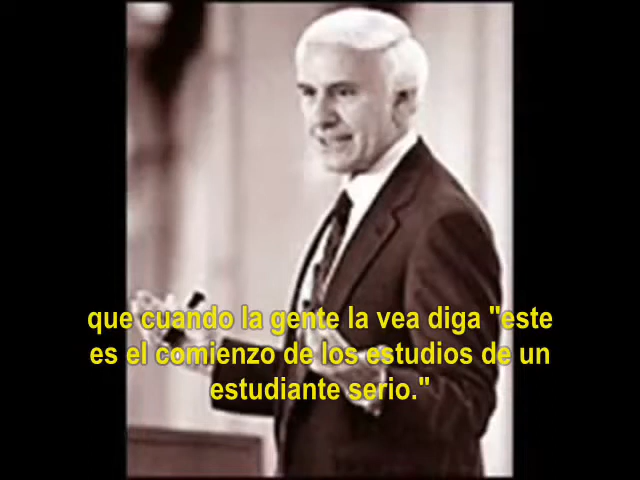 que cuando la gente la vea diga "este
es el comienzo de los estudios de un
estudiante serio."